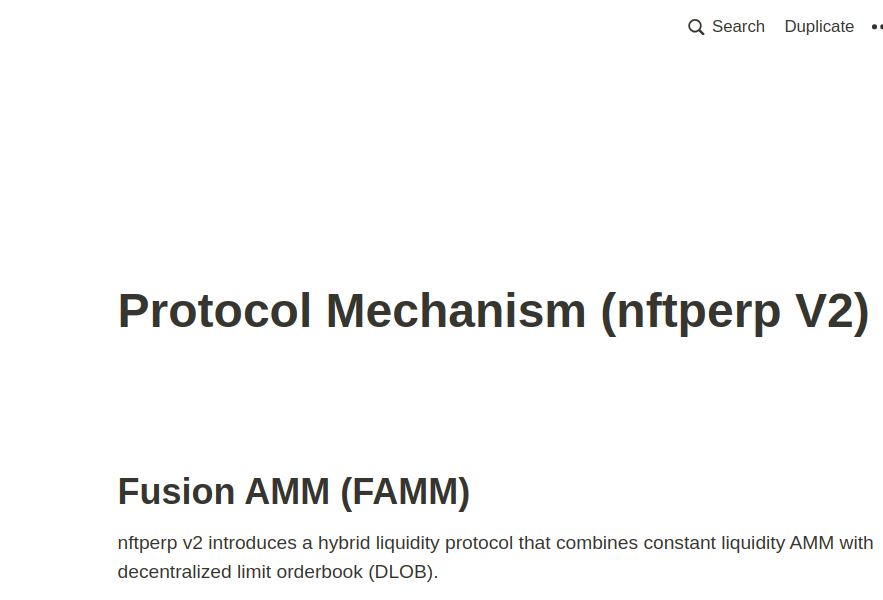 Search Duplicate
Protocol Mechanism (nftperp V2)
Fusion AMM (FAMM)
nftperp v2 introduces a hybrid liquidity protocol that combines constant liquidity AMM with
decentralized limit orderbook (DLOB).